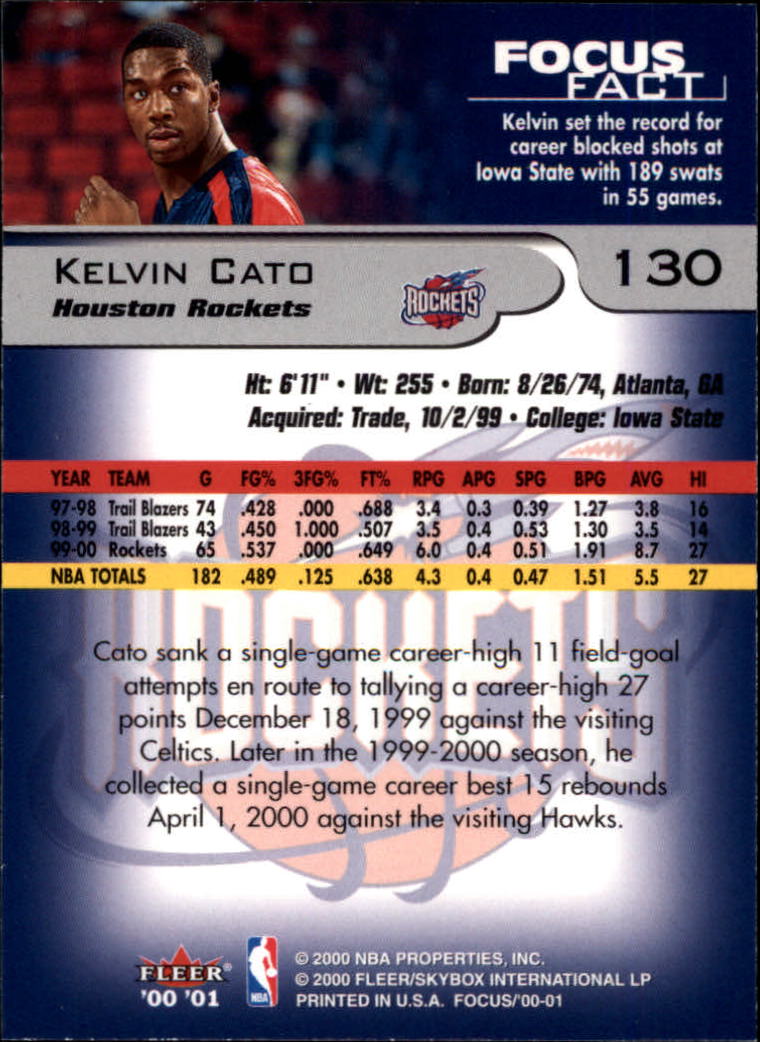 FOCUS
FACT
Kelvin set the record for
career blocked shots at
Iowa State with 189 swats
in 55 games.
KELVIN CATO
Houston Rockets
ROCKETS
130
Ht: 6'11" • Wt: 255 • Born: 8/26/74, Atlanta, GA
Acquired: Trade, 10/2/99 • College: Iowa State
YEAR TEAM G FG% 3FG% FT% RPG APG SPG BPG AVG HI
97-98 Trail Blazers 74 .428 .000 .688 3.4 0.3 0.39 1.27 3.8 16
98-99 Trail Blazers 43 .450 1.000 .507 3.5 0.4 0.53 1.30 3.5 14
99-00 Rockets 65 .537 .000 .649 6.0 0.4 0.51 1.91 8.7 27
NBA TOTALS 182 .489 .125 .638 4.3 0.4 0.47 1.51 5.5 27
ROCKETS
Cato sank a single-game career-high 11 field-goal
attempts en route to tallying a career-high 27
points December 18, 1999 against the visiting
Celtics. Later in the 1999-2000 season, he
collected a single-game career best 15 rebounds
April 1, 2000 against the visiting Hawks.
FLEER®
'00 '01
NBA
© 2000 NBA PROPERTIES, INC.
© 2000 FLEER/SKYBOX INTERNATIONAL LP
PRINTED IN U.S.A. FOCUS/'00-01